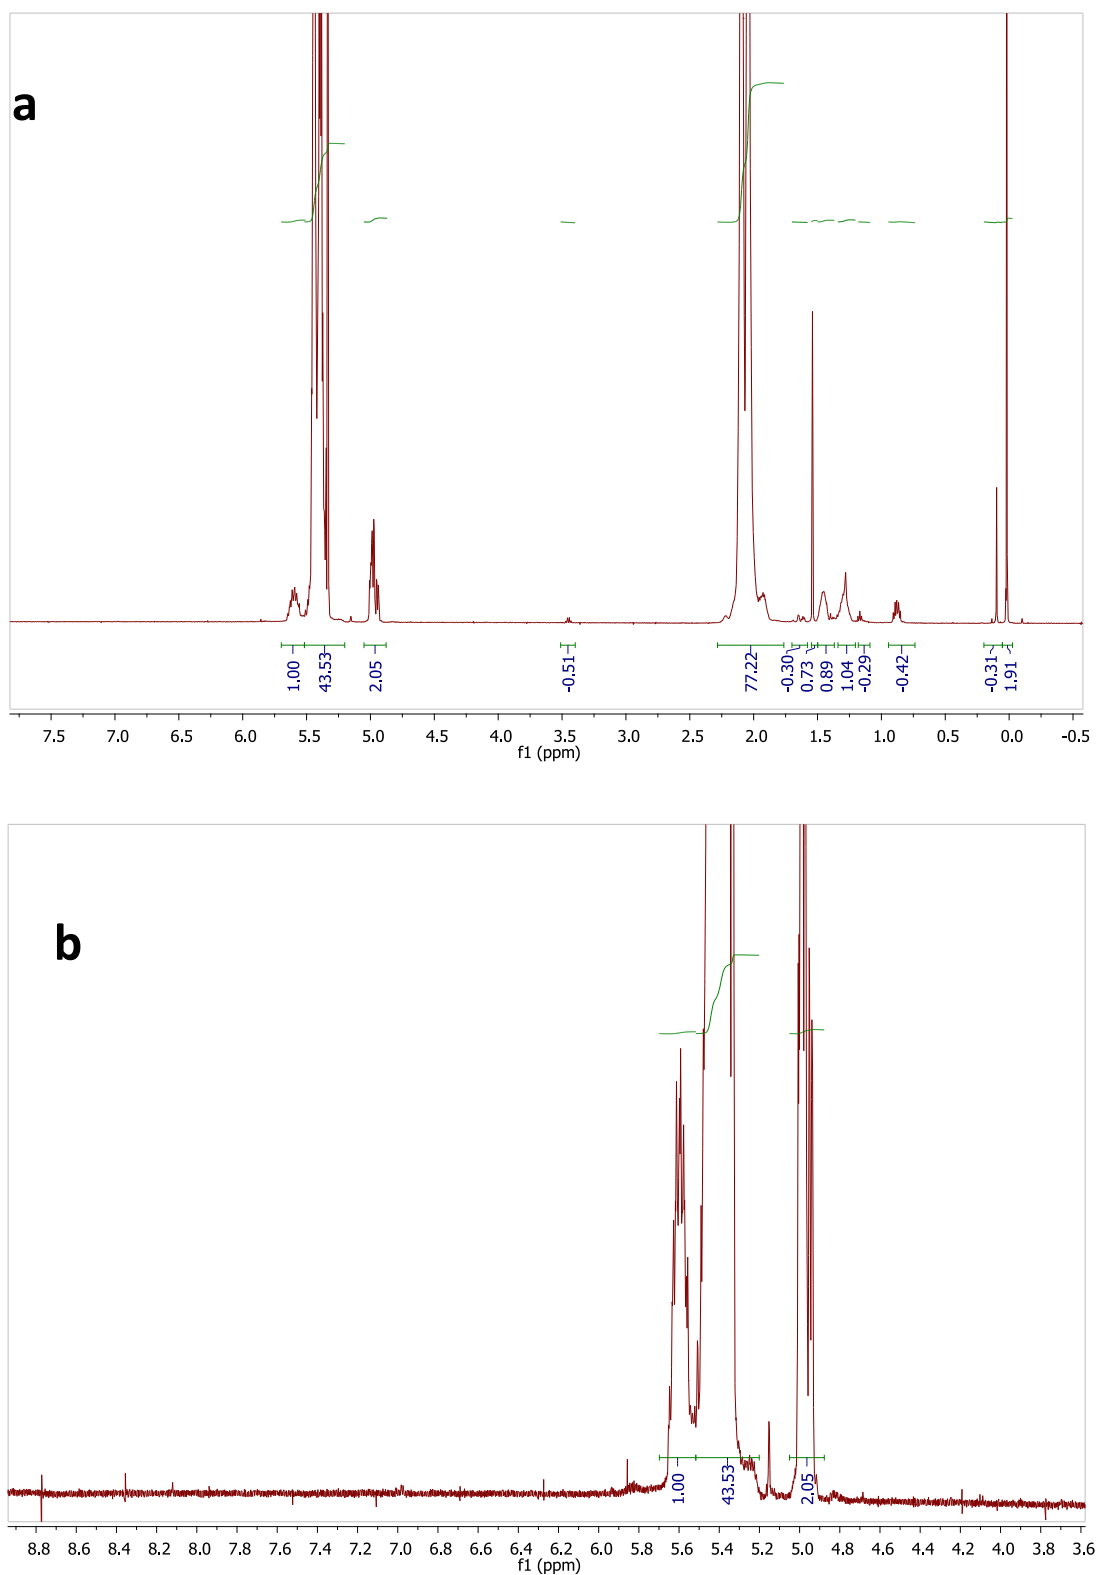 a
1.00 43.53 2.05 -0.51 77.22 -0.30 0.73 0.89 1.04 -0.29 -0.42 -0.31 1.91
7.5 7.0 6.5 6.0 5.5 5.0 4.5 4.0 3.5 3.0 2.5 2.0 1.5 1.0 0.5 0.0 -0.5
f1 (ppm)
b
1.00 43.53 2.05
8.8 8.6 8.4 8.2 8.0 7.8 7.6 7.4 7.2 7.0 6.8 6.6 6.4 6.2 6.0 5.8 5.6 5.4 5.2 5.0 4.8 4.6 4.4 4.2 4.0 3.8 3.6
f1 (ppm)